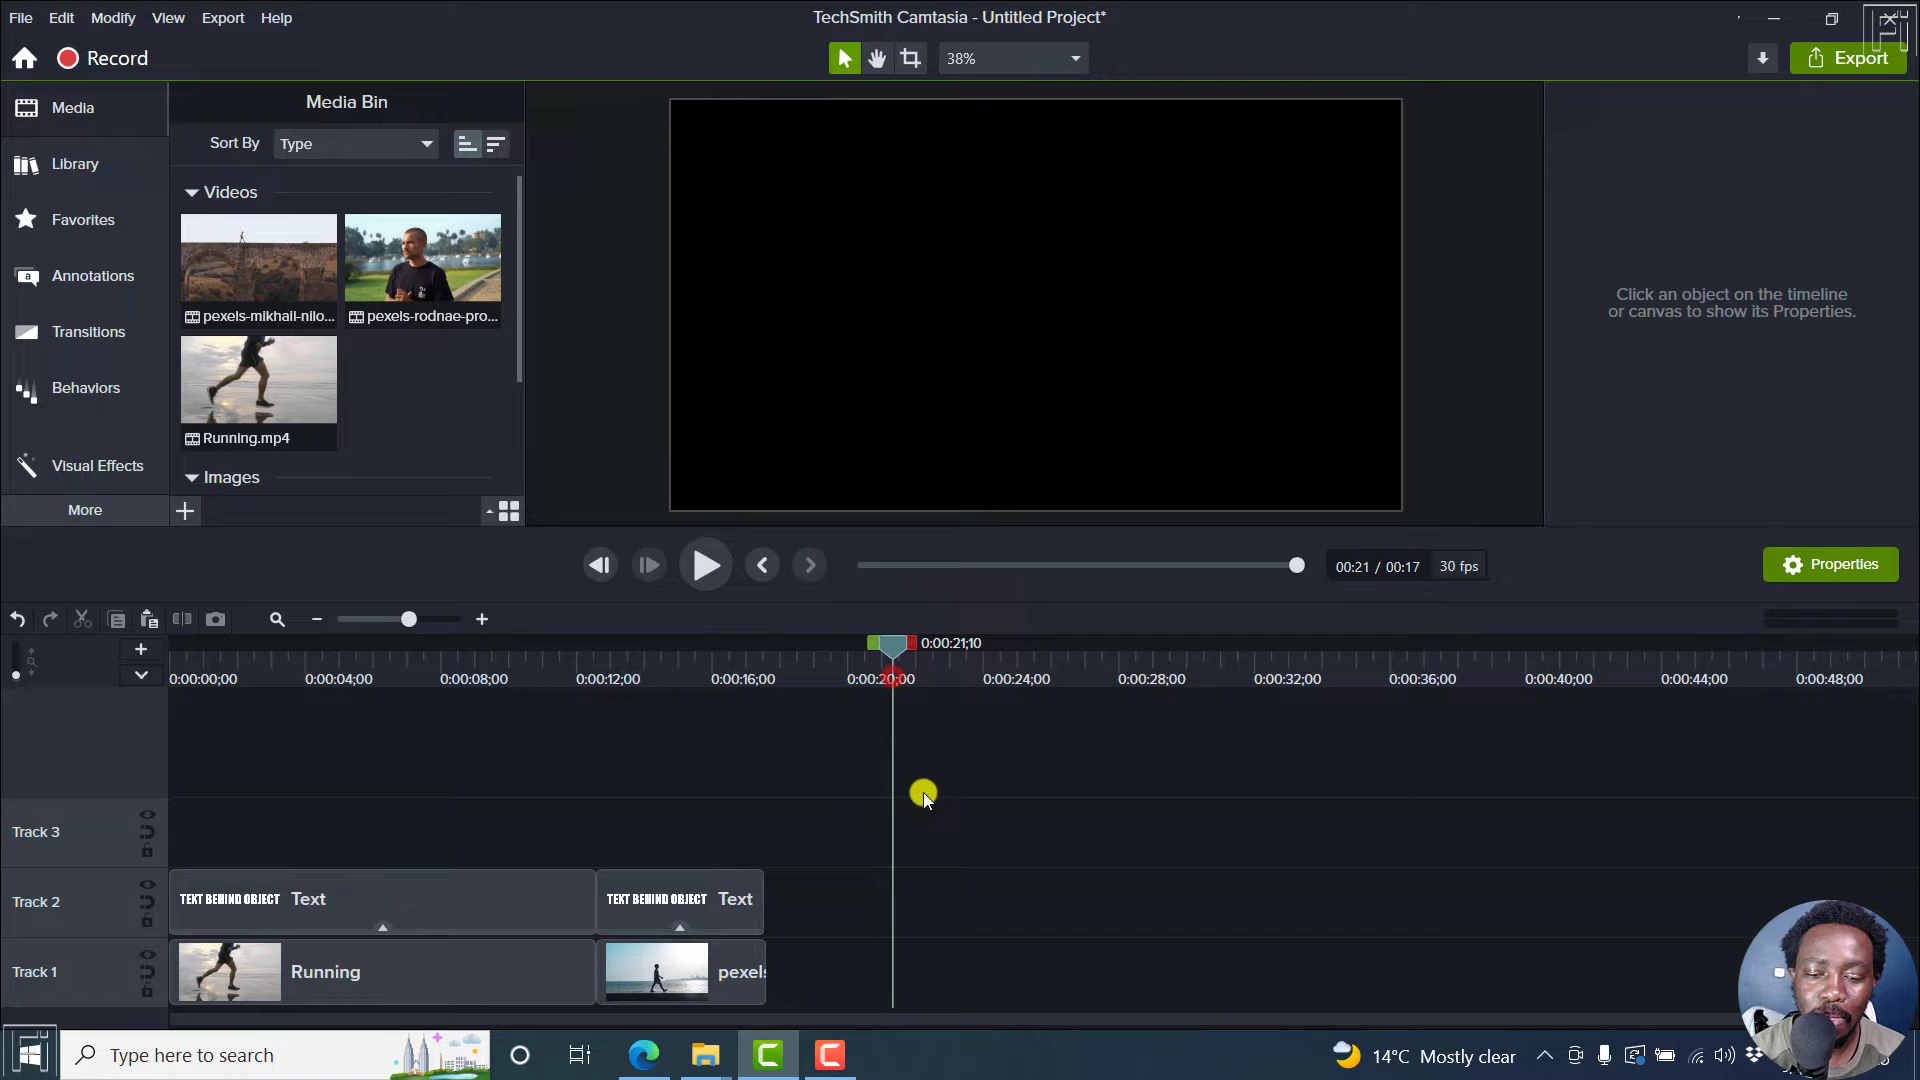 File Edit Modify View Export Help
TechSmith Camtasia - Untitled Project*
Record
38%
Export
Media
Library
Favorites
Annotations
Transitions
Behaviors
Visual Effects
More
Media Bin
Sort By Type
Videos
pexels-mikhail-nilo...
pexels-rodnae-pro...
Running.mp4
Images
Click an object on the timeline
or canvas to show its Properties.
00:21 / 00:17 30 fps
Properties
0:00:21;10
0:00:00;00 0:00:04;00 0:00:08;00 0:00:12;00 0:00:16;00 0:00:20;00 0:00:24;00 0:00:28;00 0:00:32;00 0:00:36;00 0:00:40;00 0:00:44;00 0:00:48;00
Track 3
Track 2
TEXT BEHIND OBJECT Text
TEXT BEHIND OBJECT Text
Track 1
Running
pexels
Type here to search
14°C Mostly clear